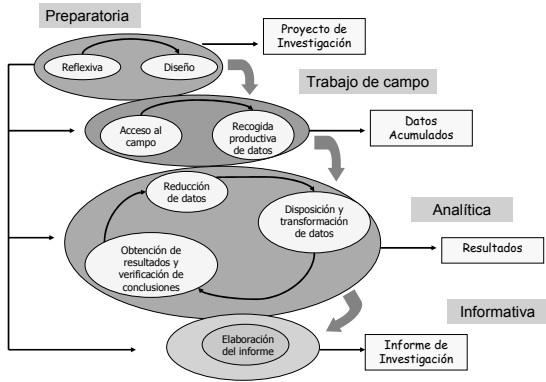 Preparatoria
Proyecto de
Investigación
Reflexiva
Diseño
Trabajo de campo
Acceso al
campo
Recogida
productiva
de datos
Datos
Acumulados
Reducción
de datos
Disposición y
transformación
de datos
Analítica
Obtención de
resultados y
verificación de
conclusiones
Resultados
Informativa
Elaboración
del informe
Informe de
Investigación